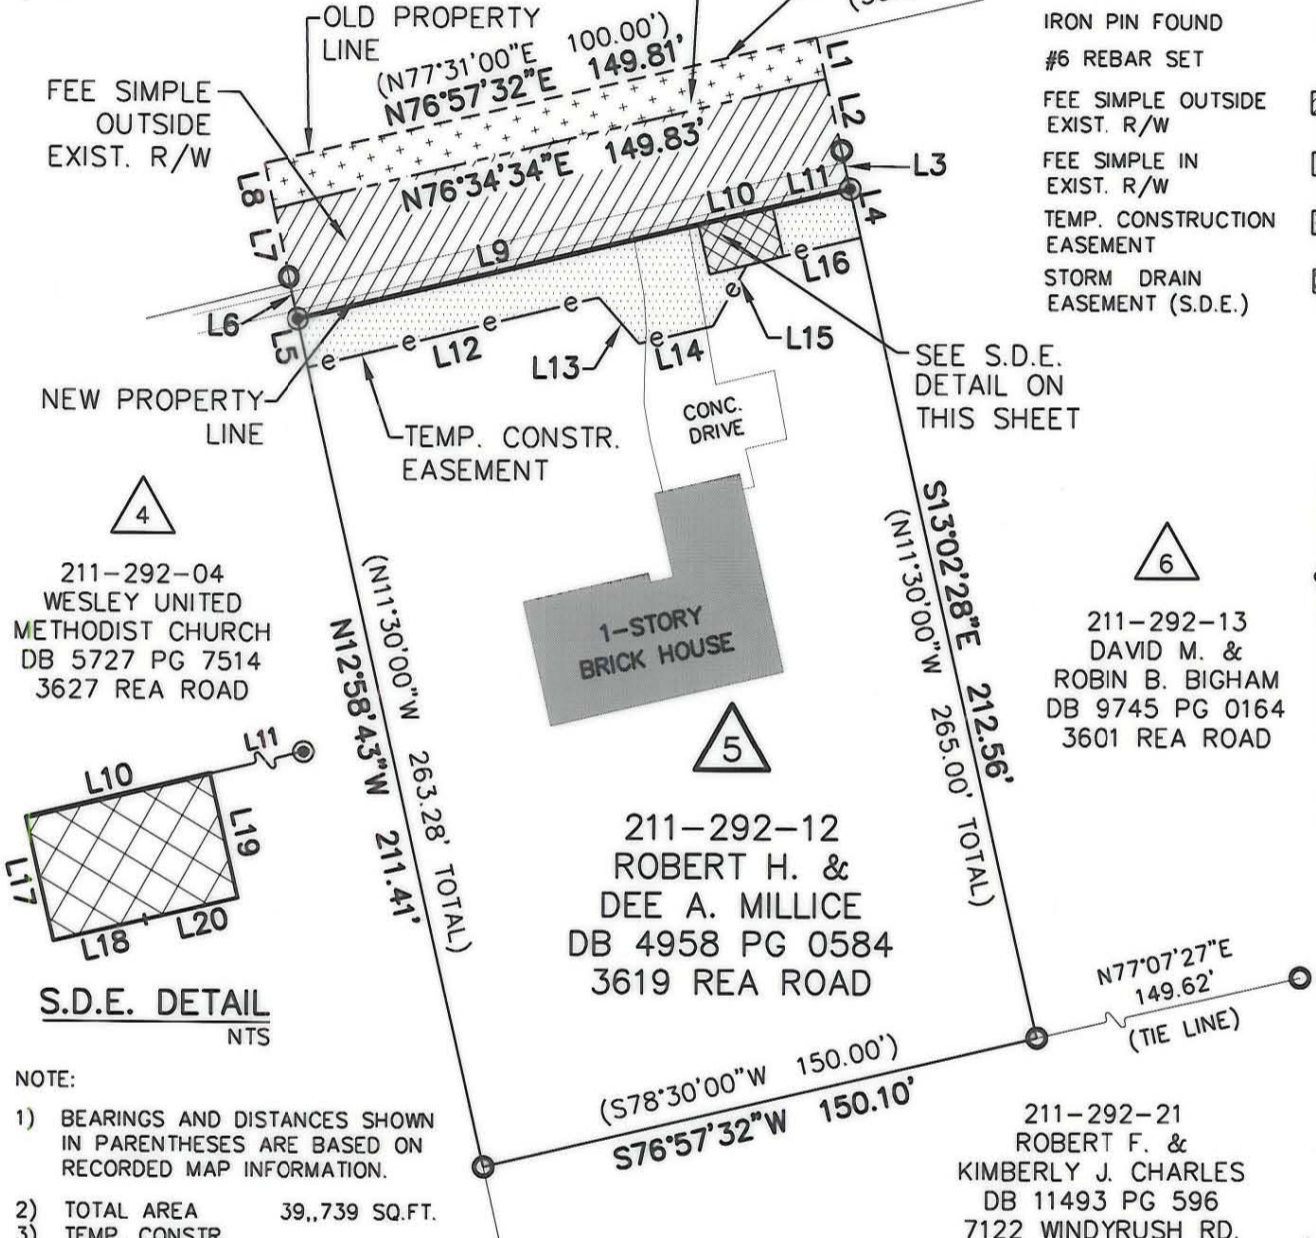 OLD PROPERTY
LINE
(N77°31'00"E 100.00')
N76°57'32"E 149.81'
N76°34'34"E 149.83'
FEE SIMPLE
OUTSIDE
EXIST. R/W
L1
L2
L3
L4
L8
L7
L6
L5
L9
L10
L11
e
e
e
e
e
e
e
L12
L13
L14
L15
L16
IRON PIN FOUND
#6 REBAR SET
FEE SIMPLE OUTSIDE
EXIST. R/W
FEE SIMPLE IN
EXIST. R/W
TEMP. CONSTRUCTION
EASEMENT
STORM DRAIN
EASEMENT (S.D.E.)
NEW PROPERTY
LINE
TEMP. CONSTR.
EASEMENT
SEE S.D.E.
DETAIL ON
THIS SHEET
CONC.
DRIVE
1-STORY
BRICK HOUSE
4
211-292-04
WESLEY UNITED
METHODIST CHURCH
DB 5727 PG 7514
3627 REA ROAD
(N11°30'00"W 263.28' TOTAL)
N12°58'43"W 211.41'
S13°02'28"E 212.56'
(N11°30'00"W 265.00' TOTAL)
6
211-292-13
DAVID M. &
ROBIN B. BIGHAM
DB 9745 PG 0164
3601 REA ROAD
5
211-292-12
ROBERT H. &
DEE A. MILLICE
DB 4958 PG 0584
3619 REA ROAD
L11
L10
L19
L17
L18
L20
S.D.E. DETAIL
NTS
N77°07'27"E
149.62'
(TIE LINE)
(S78°30'00"W 150.00')
S76°57'32"W 150.10'
NOTE:
1) BEARINGS AND DISTANCES SHOWN
IN PARENTHESES ARE BASED ON
RECORDED MAP INFORMATION.
2) TOTAL AREA 39,,739 SQ.FT.
3) TEMP. CONSTR.
211-292-21
ROBERT F. &
KIMBERLY J. CHARLES
DB 11493 PG 596
7122 WINDYRUSH RD.